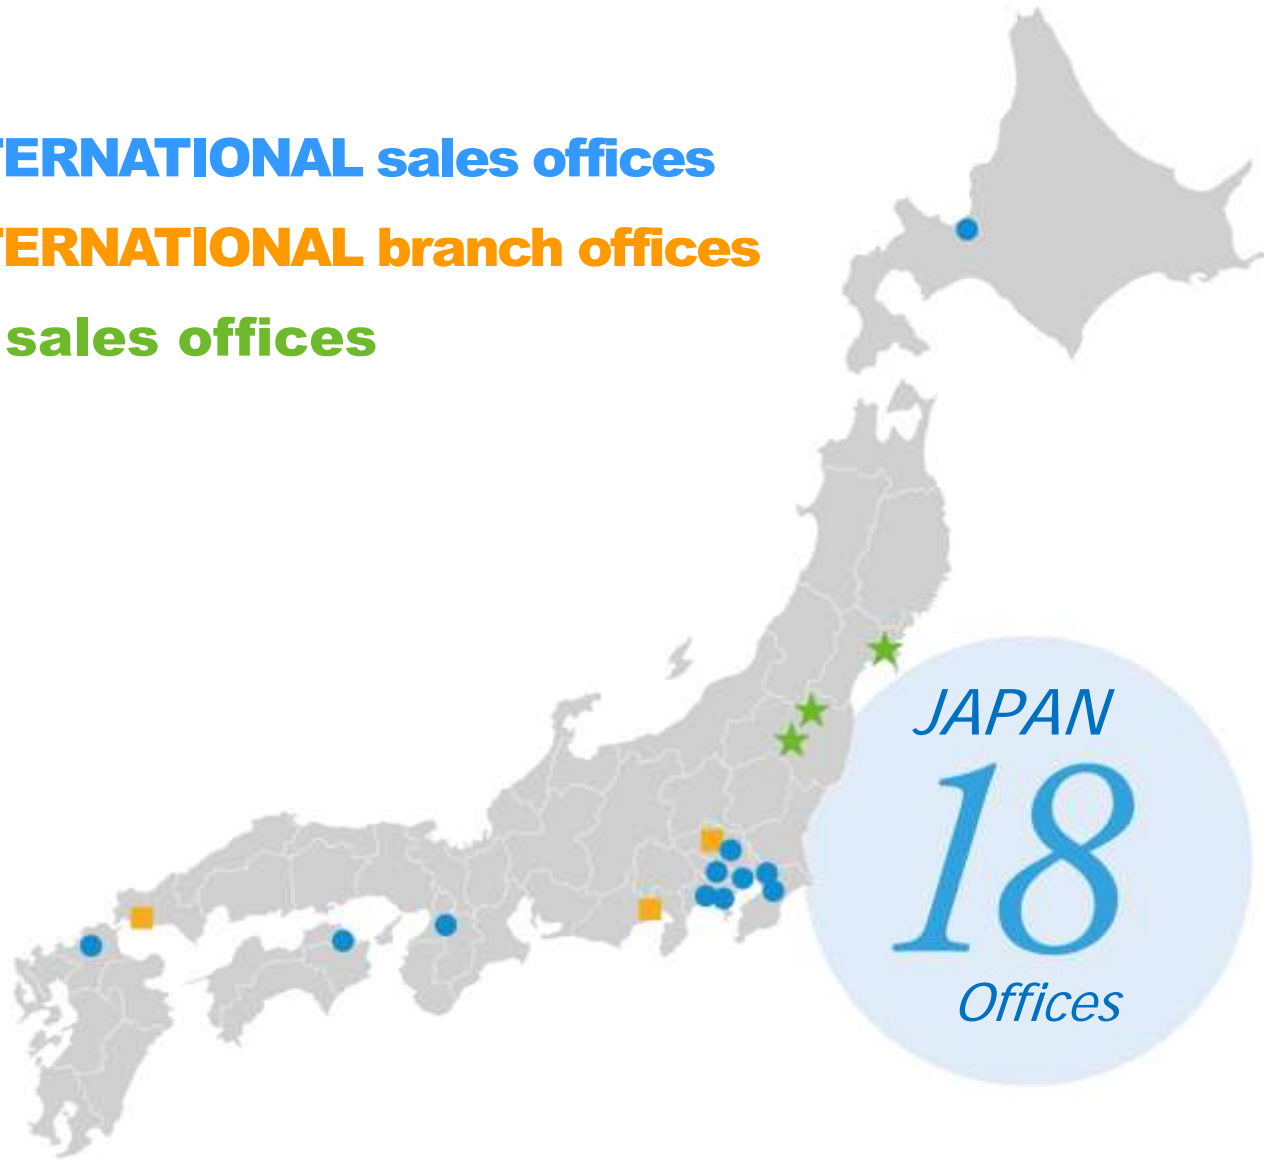 TERNATIONAL sales offices
TERNATIONAL branch offices
sales offices
JAPAN
18
Offices